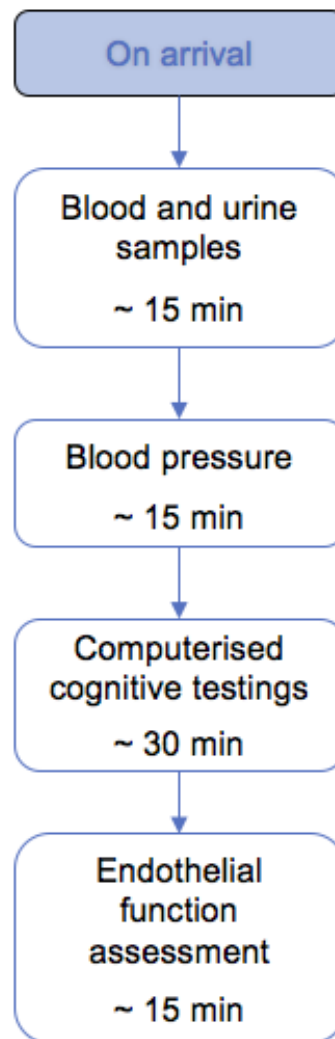 On arrival
Blood and urine
samples
~ 15 min
Blood pressure
~ 15 min
Computerised
cognitive testings
~ 30 min
Endothelial
function
assessment
~ 15 min